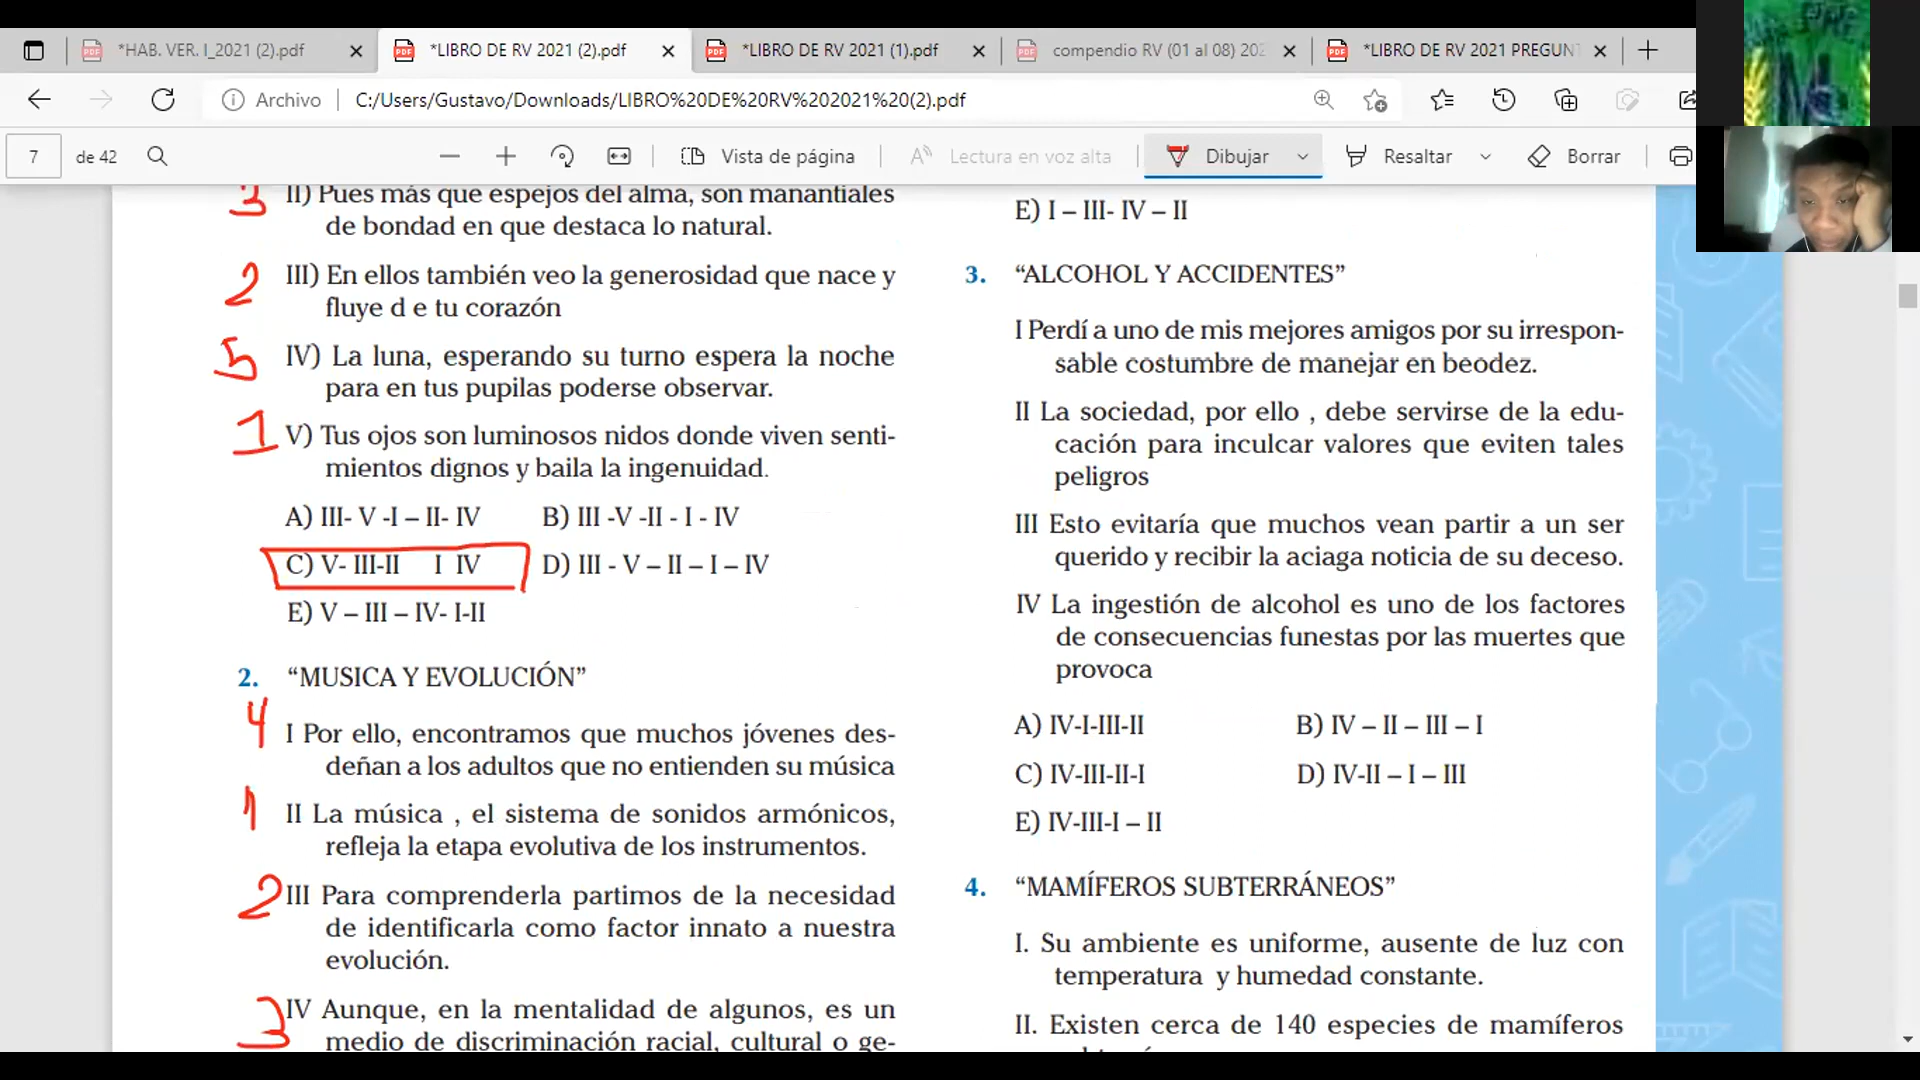 *HAB. VER. I_2021 (2).pdf
*LIBRO DE RV 2021 (2).pdf
*LIBRO DE RV 2021 (1).pdf
compendio RV (01 al 08) 202
*LIBRO DE RV 2021 PREGUNT
Archivo
C:/Users/Gustavo/Downloads/LIBRO%20DE%20RV%202021%20(2).pdf
7 de 42
Vista de página
Lectura en voz alta
Dibujar
Resaltar
Borrar
3 II) Pues más que espejos del alma, son manantiales
de bondad en que destaca lo natural.
2 III) En ellos también veo la generosidad que nace y
fluye d e tu corazón
5 IV) La luna, esperando su turno espera la noche
para en tus pupilas poderse observar.
1 V) Tus ojos son luminosos nidos donde viven senti-
mientos dignos y baila la ingenuidad.
A) III- V -I – II- IV B) III -V -II - I - IV
C) V- III-II I IV D) III - V – II – I – IV
E) V – III – IV- I-II
2. “MUSICA Y EVOLUCIÓN”
4 I Por ello, encontramos que muchos jóvenes des-
deñan a los adultos que no entienden su música
1 II La música , el sistema de sonidos armónicos,
refleja la etapa evolutiva de los instrumentos.
2 III Para comprenderla partimos de la necesidad
de identificarla como factor innato a nuestra
evolución.
3 IV Aunque, en la mentalidad de algunos, es un
medio de discriminación racial, cultural o ge-
E) I – III- IV – II
3. “ALCOHOL Y ACCIDENTES”
I Perdí a uno de mis mejores amigos por su irrespon-
sable costumbre de manejar en beodez.
II La sociedad, por ello , debe servirse de la edu-
cación para inculcar valores que eviten tales
peligros
III Esto evitaría que muchos vean partir a un ser
querido y recibir la aciaga noticia de su deceso.
IV La ingestión de alcohol es uno de los factores
de consecuencias funestas por las muertes que
provoca
A) IV-I-III-II B) IV – II – III – I
C) IV-III-II-I D) IV-II – I – III
E) IV-III-I – II
4. “MAMÍFEROS SUBTERRÁNEOS”
I. Su ambiente es uniforme, ausente de luz con
temperatura y humedad constante.
II. Existen cerca de 140 especies de mamíferos